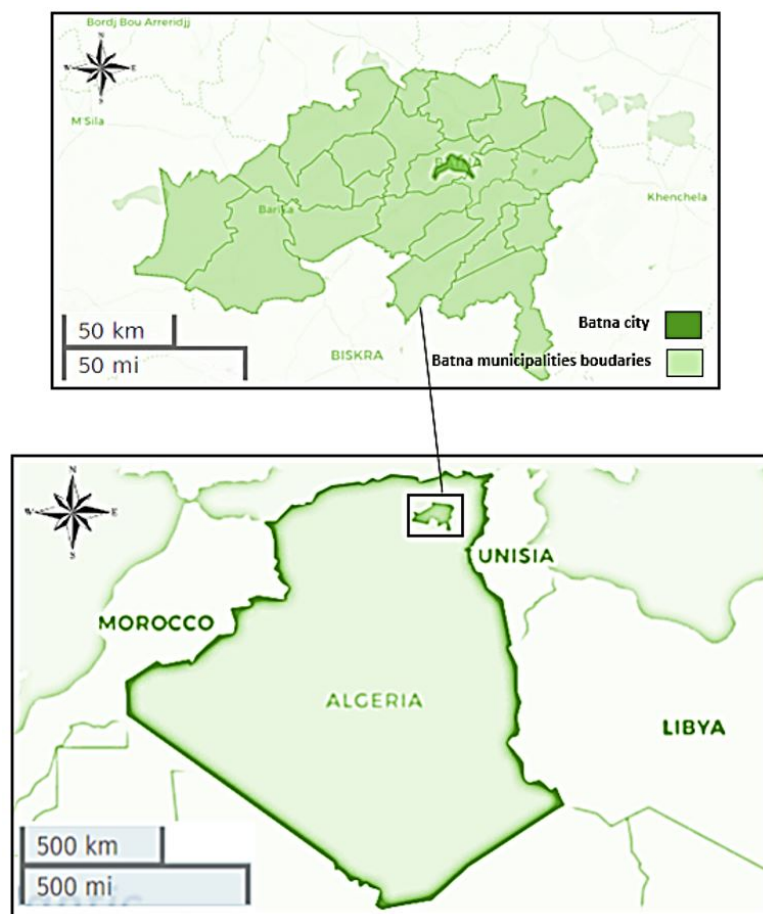 Bordj Bou Arreridjj
N
W E
S
M'Sila
Barika
Khenchela
50 km
50 mi
BISKRA
Batna city
Batna municipalities boudaries
N
W E
S
UNISIA
MOROCCO
ALGERIA
LIBYA
500 km
500 mi